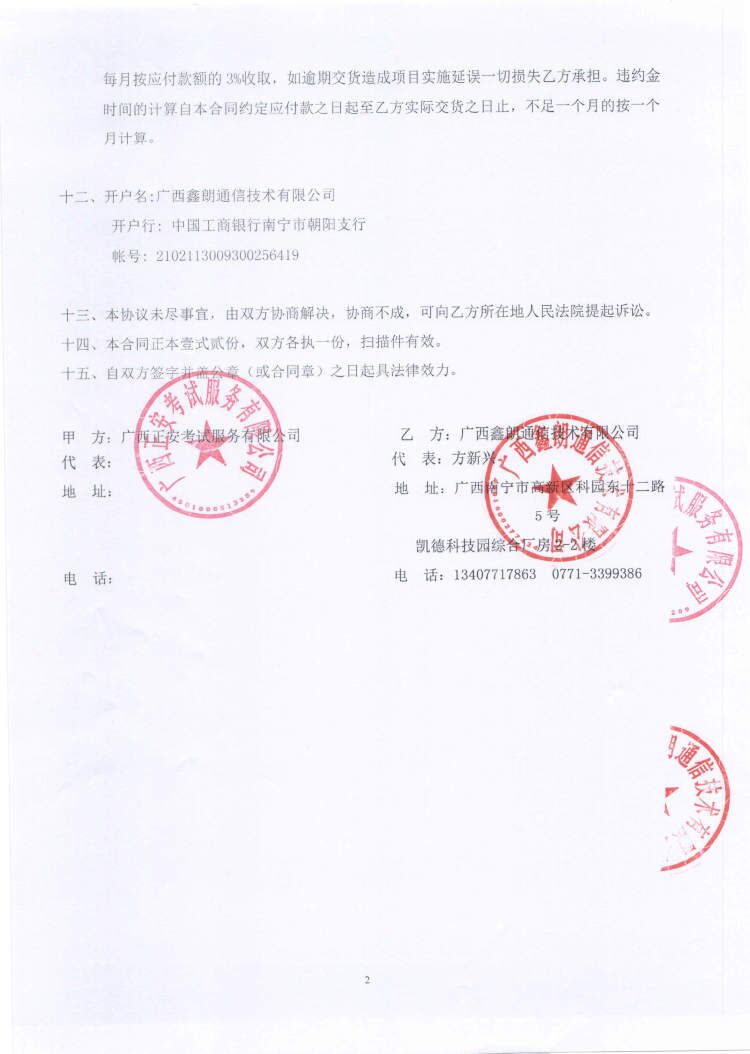 每月按应付款额的 3%收取，如逾期交货造成项目实施延误一切损失乙方承担。违约金
时间的计算自本合同约定应付款之日起至乙方实际交货之日止，不足一个月的按一个
月计算。
十二、开户名:广西鑫朗通信技术有限公司
开户行: 中国工商银行南宁市朝阳支行
帐号: 2102113009300256419
十三、本协议未尽事宜，由双方协商解决，协商不成，可向乙方所在地人民法院提起诉讼。
十四、本合同正本壹式贰份，双方各执一份，扫描件有效。
十五、自双方签字并盖公章（或合同章）之日起具法律效力。
甲 方: 广西正安考试服务有限公司
代 表:
地 址:
电 话:
广西正安考试服务有限公司
乙 方: 广西鑫朗通信技术有限公司
代 表: 方新兴
地 址: 广西南宁市高新区科园东十二路
5 号
凯德科技园综合厂房 2-2 楼
电 话: 13407717863 0771-3399386
广西鑫朗通信技术有限公司
试服务有限公司
朗通信技术有限
2